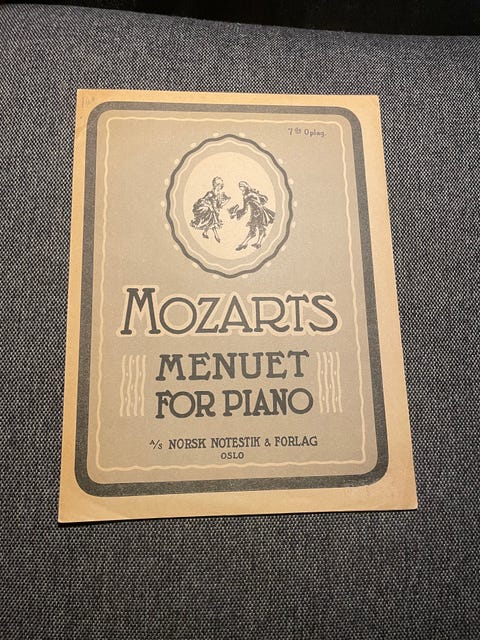 7de Oplag.
MOZARTS
MENUET
FOR PIANO
A/S NORSK NOTESTIK & FORLAG
OSLO